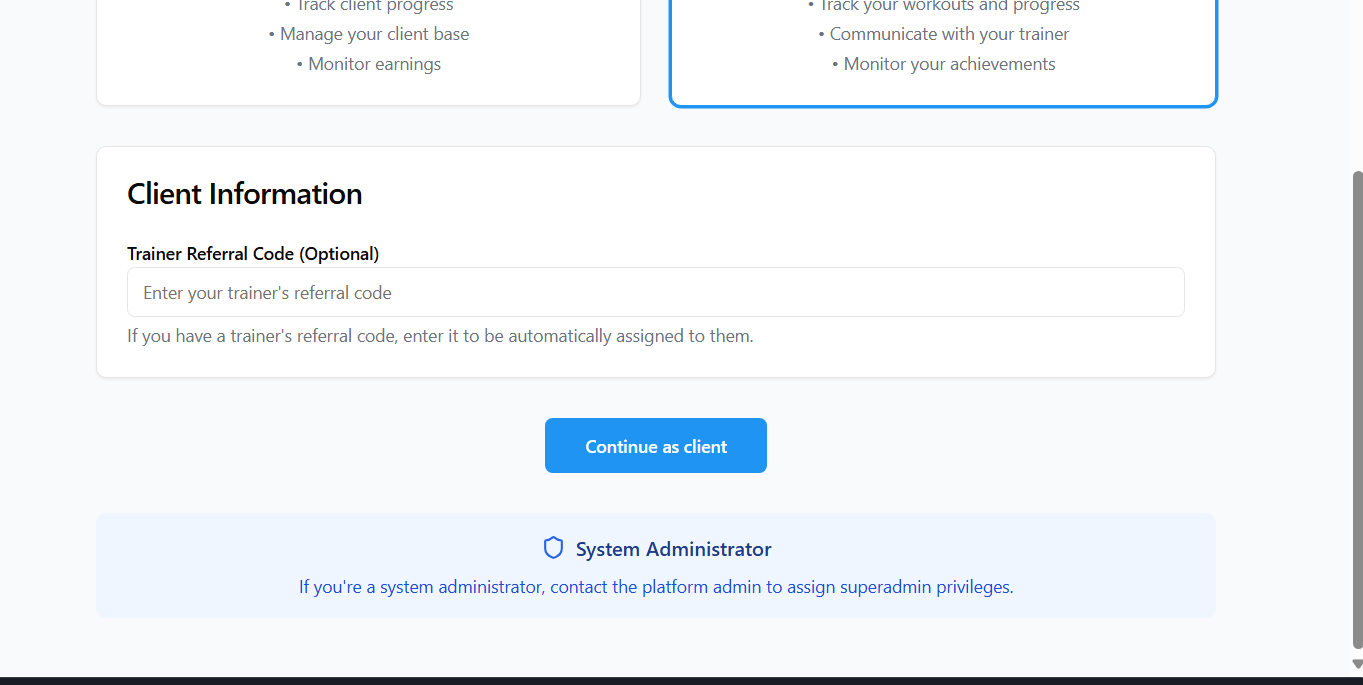 • Track client progress
• Manage your client base
• Monitor earnings
• Track your workouts and progress
• Communicate with your trainer
• Monitor your achievements
Client Information
Trainer Referral Code (Optional)
Enter your trainer's referral code
If you have a trainer's referral code, enter it to be automatically assigned to them.
Continue as client
System Administrator
If you're a system administrator, contact the platform admin to assign superadmin privileges.